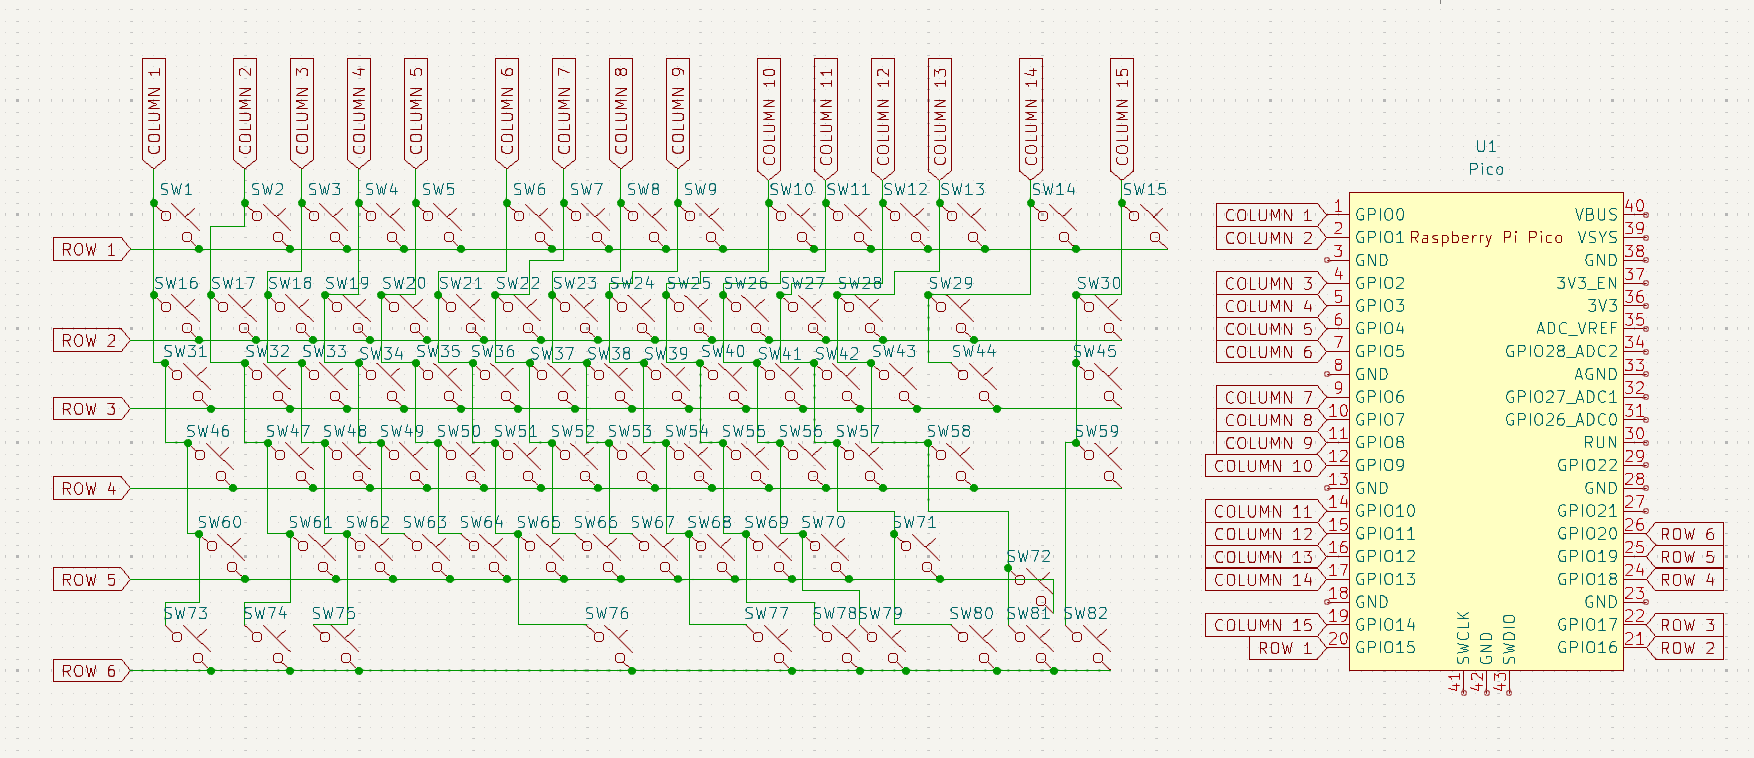 COLUMN 1
COLUMN 2
COLUMN 3
COLUMN 4
COLUMN 5
COLUMN 6
COLUMN 7
COLUMN 8
COLUMN 9
COLUMN 10
COLUMN 11
COLUMN 12
COLUMN 13
COLUMN 14
COLUMN 15
SW1 SW2 SW3 SW4 SW5 SW6 SW7 SW8 SW9 SW10 SW11 SW12 SW13 SW14 SW15
ROW 1
SW16 SW17 SW18 SW19 SW20 SW21 SW22 SW23 SW24 SW25 SW26 SW27 SW28 SW29 SW30
ROW 2
SW31 SW32 SW33 SW34 SW35 SW36 SW37 SW38 SW39 SW40 SW41 SW42 SW43 SW44 SW45
ROW 3
SW46 SW47 SW48 SW49 SW50 SW51 SW52 SW53 SW54 SW55 SW56 SW57 SW58 SW59
ROW 4
SW60 SW61 SW62 SW63 SW64 SW65 SW66 SW67 SW68 SW69 SW70 SW71
SW72
ROW 5
SW73 SW74 SW75 SW76 SW77 SW78 SW79 SW80 SW81 SW82
ROW 6
U1
Pico
COLUMN 1 1 GPIO0 VBUS 40
COLUMN 2 2 GPIO1 Raspberry Pi Pico VSYS 39
3 GND GND 38
COLUMN 3 4 GPIO2 3V3_EN 37
COLUMN 4 5 GPIO3 3V3 36
COLUMN 5 6 GPIO4 ADC_VREF 35
COLUMN 6 7 GPIO5 GPIO28_ADC2 34
8 GND AGND 33
COLUMN 7 9 GPIO6 GPIO27_ADC1 32
COLUMN 8 10 GPIO7 GPIO26_ADC0 31
COLUMN 9 11 GPIO8 RUN 30
COLUMN 10 12 GPIO9 GPIO22 29
13 GND GND 28
COLUMN 11 14 GPIO10 GPIO21 27
COLUMN 12 15 GPIO11 GPIO20 26 ROW 6
COLUMN 13 16 GPIO12 GPIO19 25 ROW 5
COLUMN 14 17 GPIO13 GPIO18 24 ROW 4
18 GND GND 23
COLUMN 15 19 GPIO14 GPIO17 22 ROW 3
ROW 1 20 GPIO15 GPIO16 21 ROW 2
SWCLK
GND
SWDIO
41
42
43